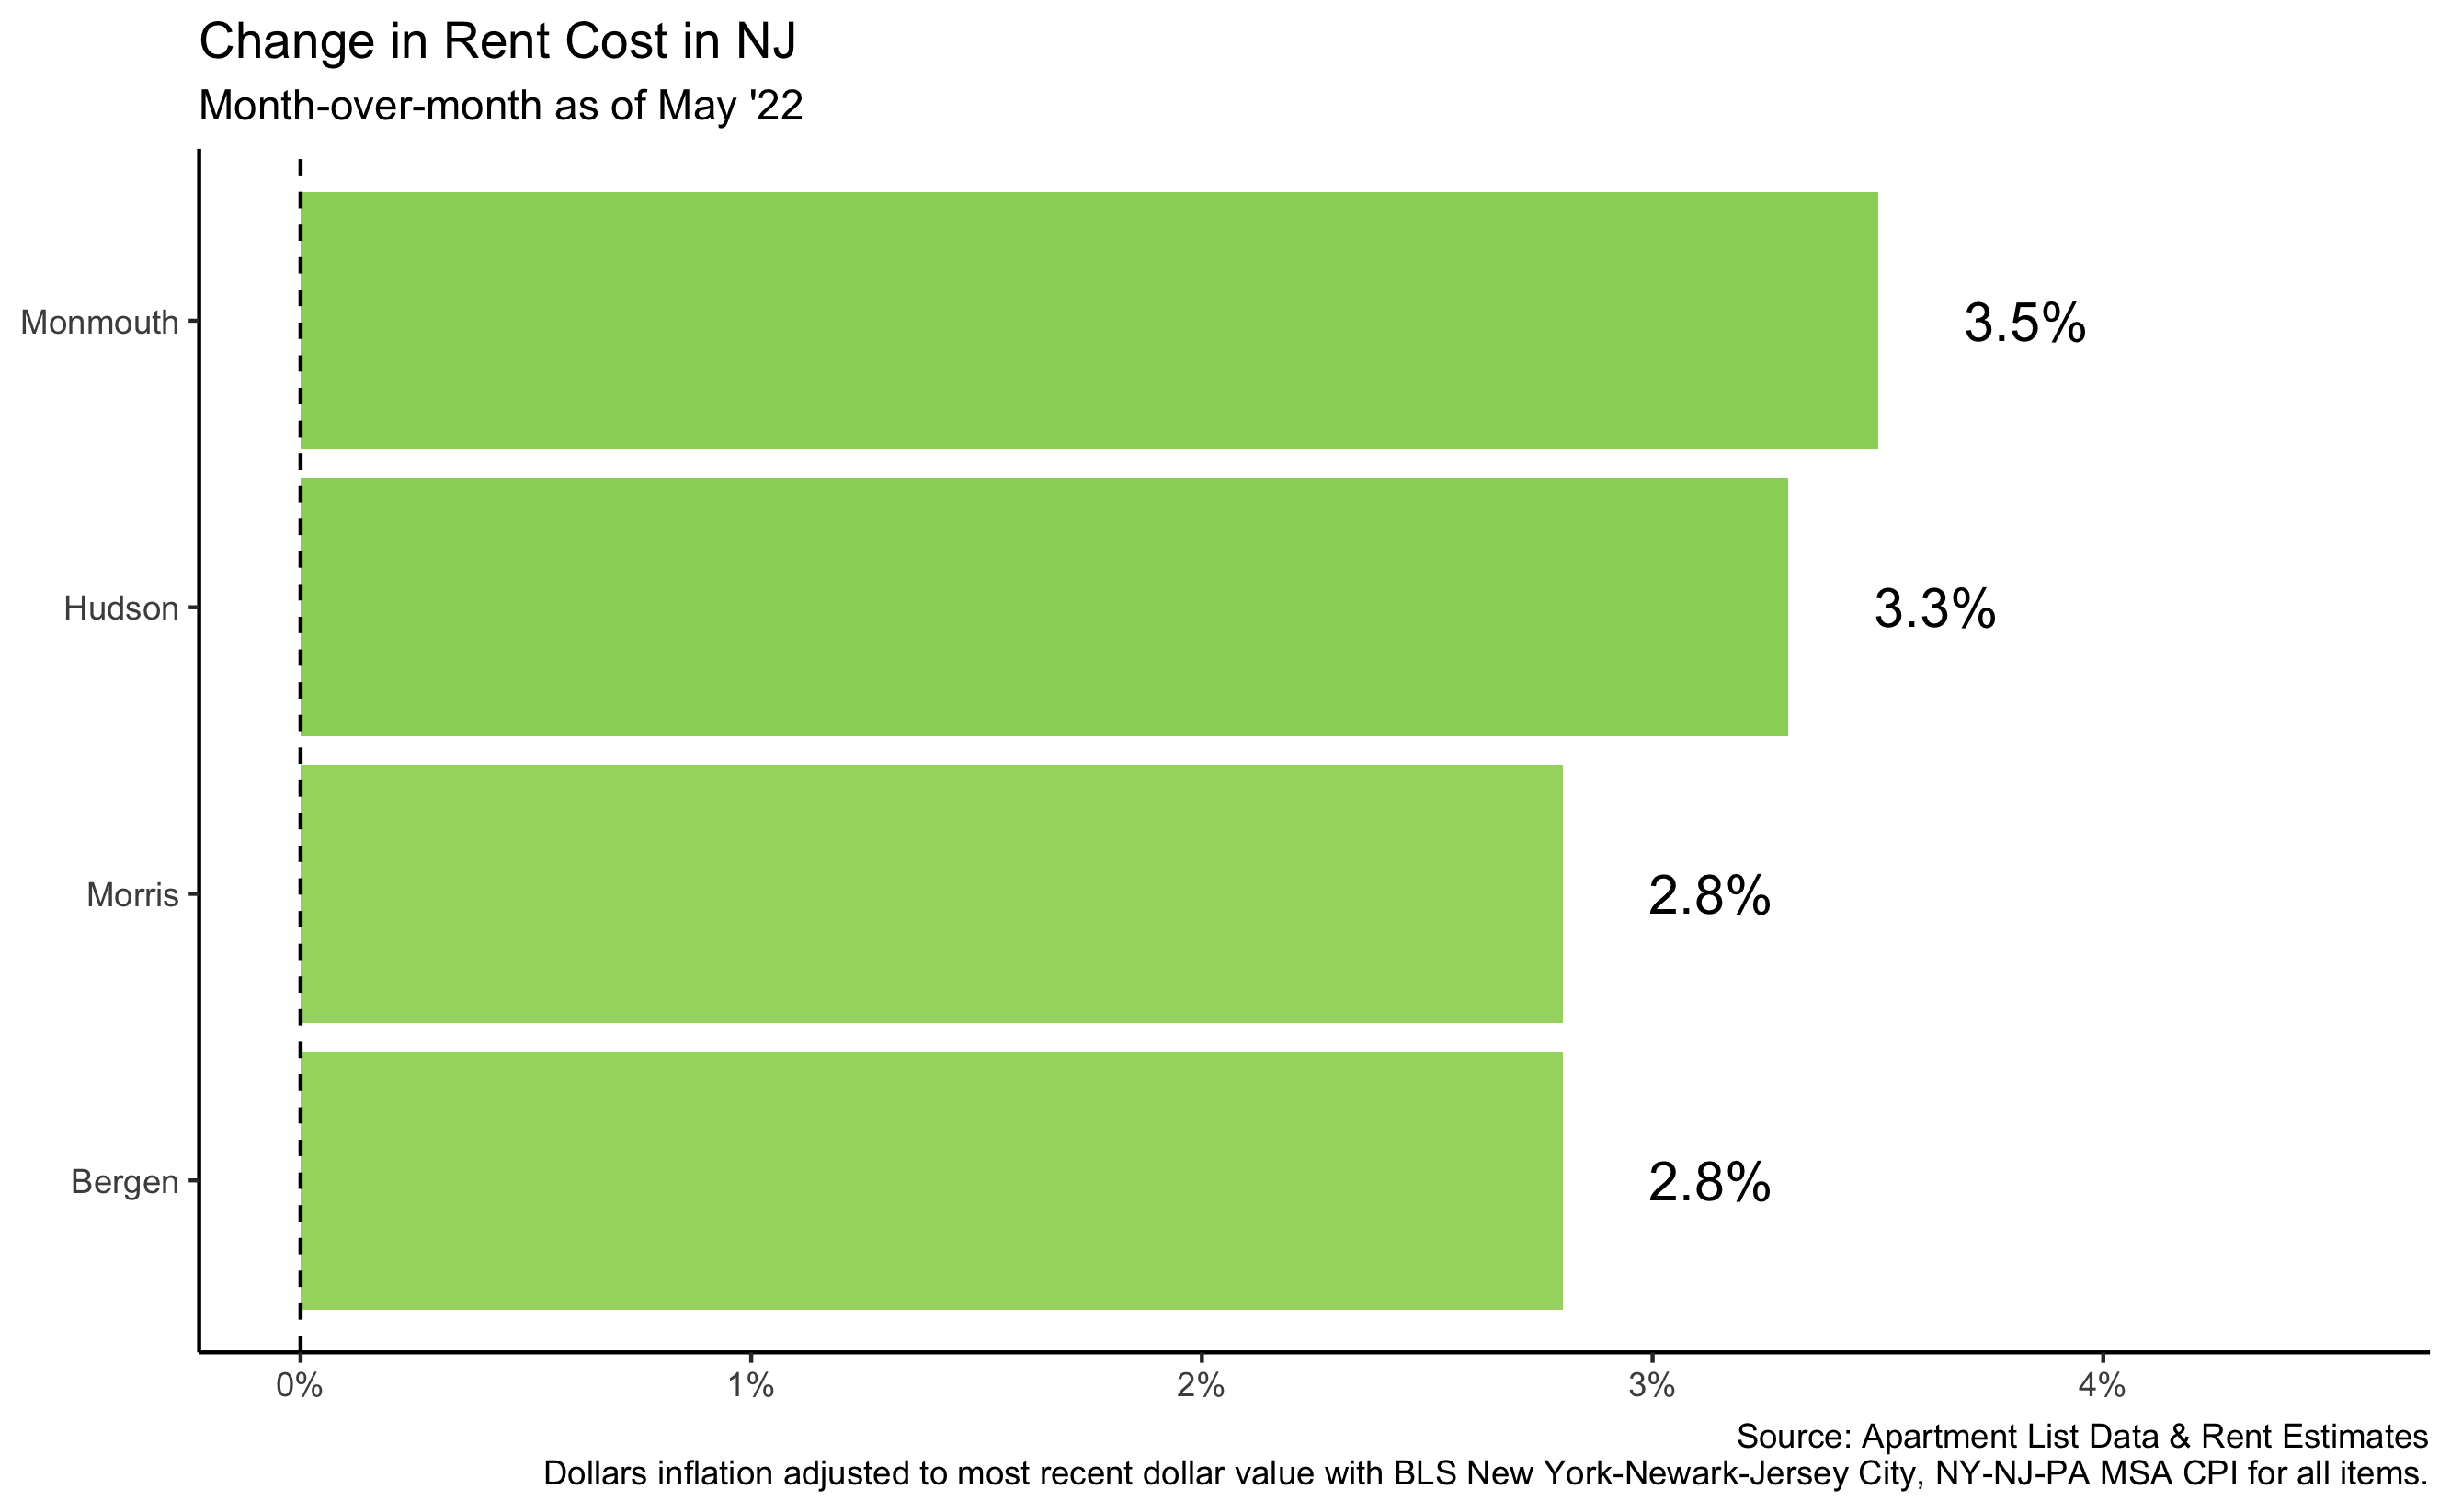 Change in Rent Cost in NJ
Month-over-month as of May '22
Monmouth
3.5%
Hudson
3.3%
Morris
2.8%
Bergen
2.8%
0% 1% 2% 3% 4%
Source: Apartment List Data & Rent Estimates
Dollars inflation adjusted to most recent dollar value with BLS New York-Newark-Jersey City, NY-NJ-PA MSA CPI for all items.